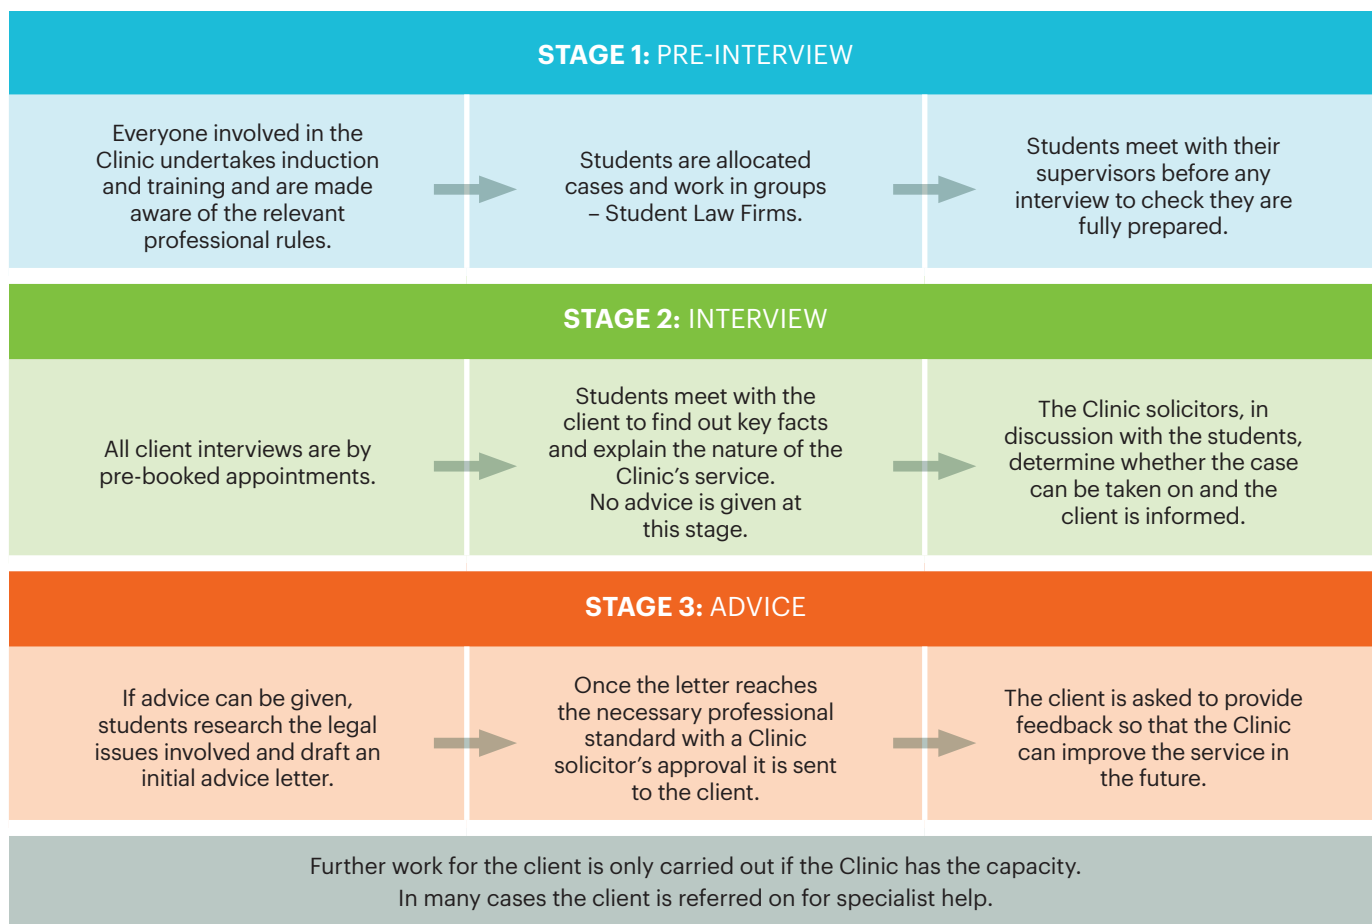 STAGE 1: PRE-INTERVIEW
Everyone involved in the
Clinic undertakes induction
and training and are made
aware of the relevant
professional rules.
Students are allocated
cases and work in groups
– Student Law Firms.
Students meet with their
supervisors before any
interview to check they are
fully prepared.
STAGE 2: INTERVIEW
All client interviews are by
pre-booked appointments.
Students meet with the
client to find out key facts
and explain the nature of the
Clinic's service.
No advice is given at
this stage.
The Clinic solicitors, in
discussion with the students,
determine whether the case
can be taken on and the
client is informed.
STAGE 3: ADVICE
If advice can be given,
students research the legal
issues involved and draft an
initial advice letter.
Once the letter reaches
the necessary professional
standard with a Clinic
solicitor's approval it is sent
to the client.
The client is asked to provide
feedback so that the Clinic
can improve the service in
the future.
Further work for the client is only carried out if the Clinic has the capacity.
In many cases the client is referred on for specialist help.